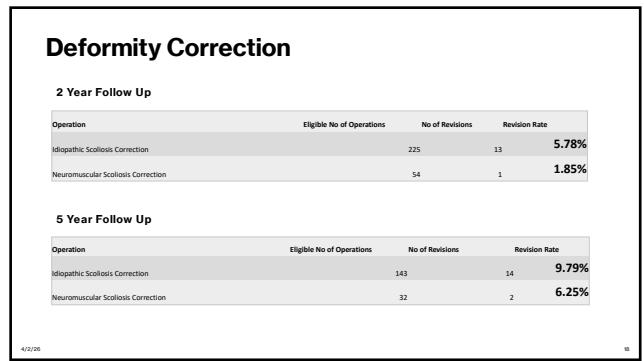 Deformity Correction
2 Year Follow Up
Operation Eligible No of Operations No of Revisions Revision Rate
Idiopathic Scoliosis Correction 225 13 5.78%
Neuromuscular Scoliosis Correction 54 1 1.85%
5 Year Follow Up
Operation Eligible No of Operations No of Revisions Revision Rate
Idiopathic Scoliosis Correction 143 14 9.79%
Neuromuscular Scoliosis Correction 32 2 6.25%
4/2/26 18